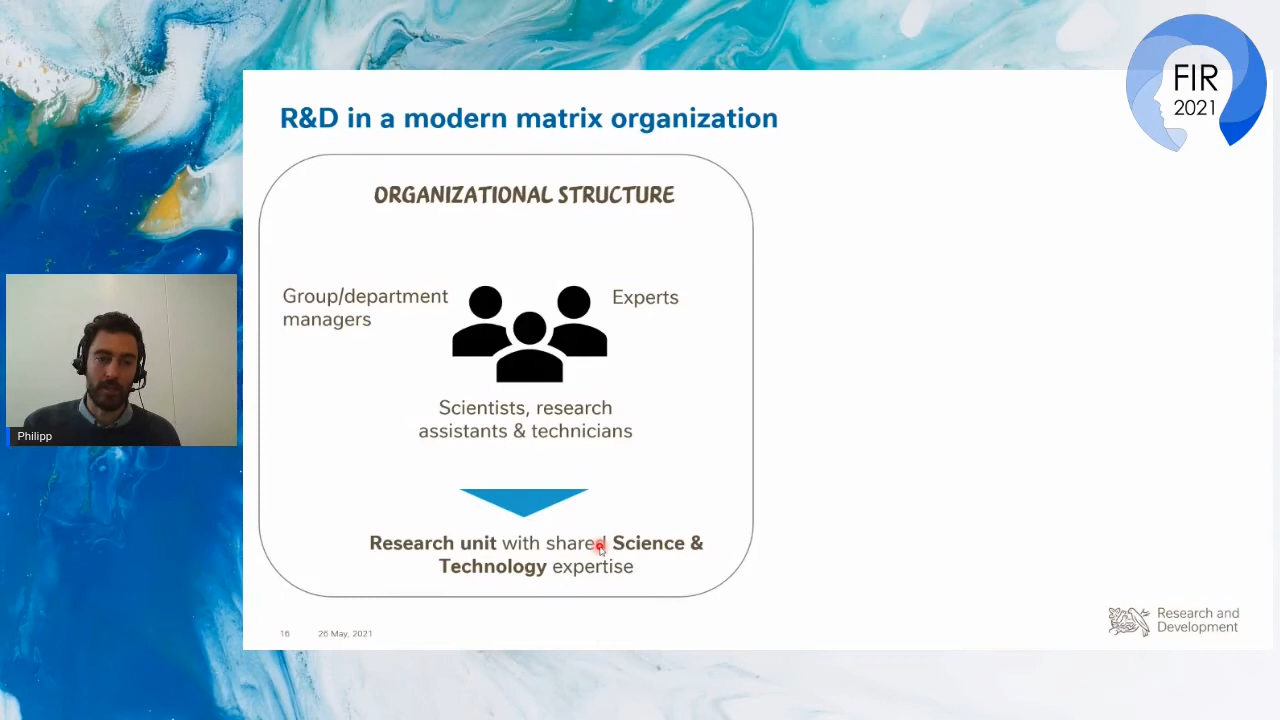 FIR
2021
R&D in a modern matrix organization
ORGANIZATIONAL STRUCTURE
Group/department
managers
Experts
Scientists, research
assistants & technicians
Research unit with shared Science &
Technology expertise
Philipp
16 26 May, 2021
Research and
Development